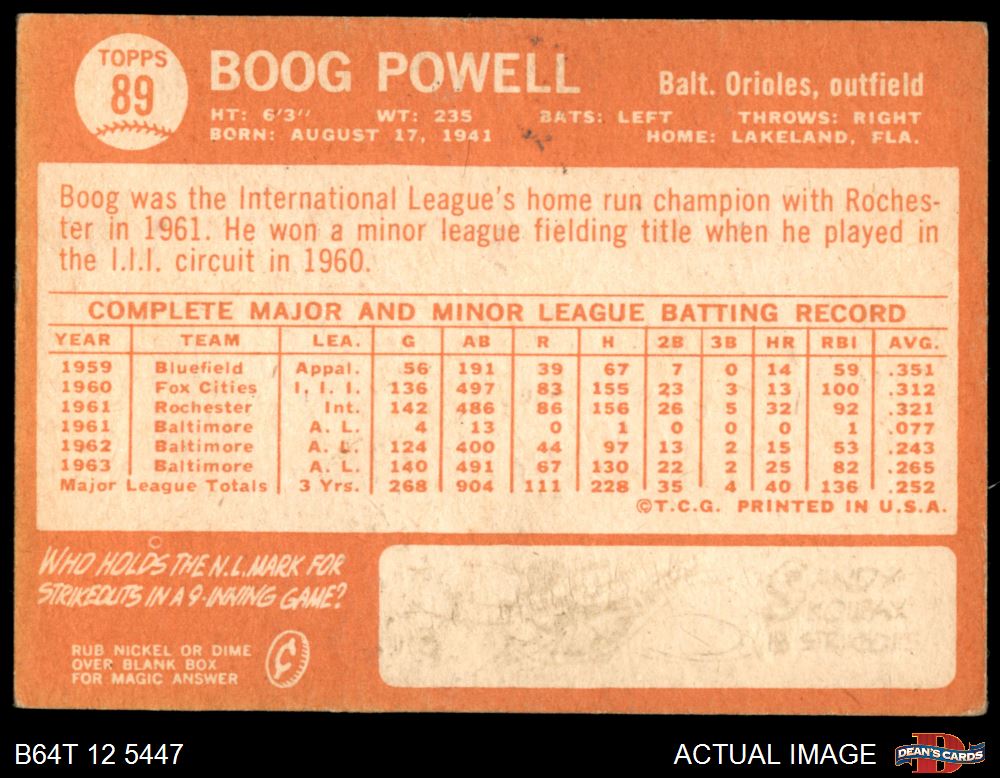 TOPPS
89
BOOG POWELL
Balt. Orioles, outfield
HT: 6'3" WT: 235 BATS: LEFT THROWS: RIGHT
BORN: AUGUST 17, 1941 HOME: LAKELAND, FLA.
Boog was the International League's home run champion with Roches-
ter in 1961. He won a minor league fielding title when he played in
the I.I.I. circuit in 1960.
COMPLETE MAJOR AND MINOR LEAGUE BATTING RECORD
YEAR TEAM LEA. G AB R H 2B 3B HR RBI AVG.
1959 Bluefield Appal. 56 191 39 67 7 0 14 59 .351
1960 Fox Cities I. I. I. 136 497 83 155 23 3 13 100 .312
1961 Rochester Int. 142 486 86 156 26 5 32 92 .321
1961 Baltimore A. L. 4 13 0 1 0 0 0 1 .077
1962 Baltimore A. L. 124 400 44 97 13 2 15 53 .243
1963 Baltimore A. L. 140 491 67 130 22 2 25 82 .265
Major League Totals 3 Yrs. 268 904 111 228 35 4 40 136 .252
©T.C.G. PRINTED IN U.S.A.
WHO HOLDS THE N.L. MARK FOR
STRIKEOUTS IN A 9-INNING GAME?
RUB NICKEL OR DIME
OVER BLANK BOX
FOR MAGIC ANSWER
SANDY
KOUFAX
18
B64T 12 5447
ACTUAL IMAGE
DEAN'S CARDS